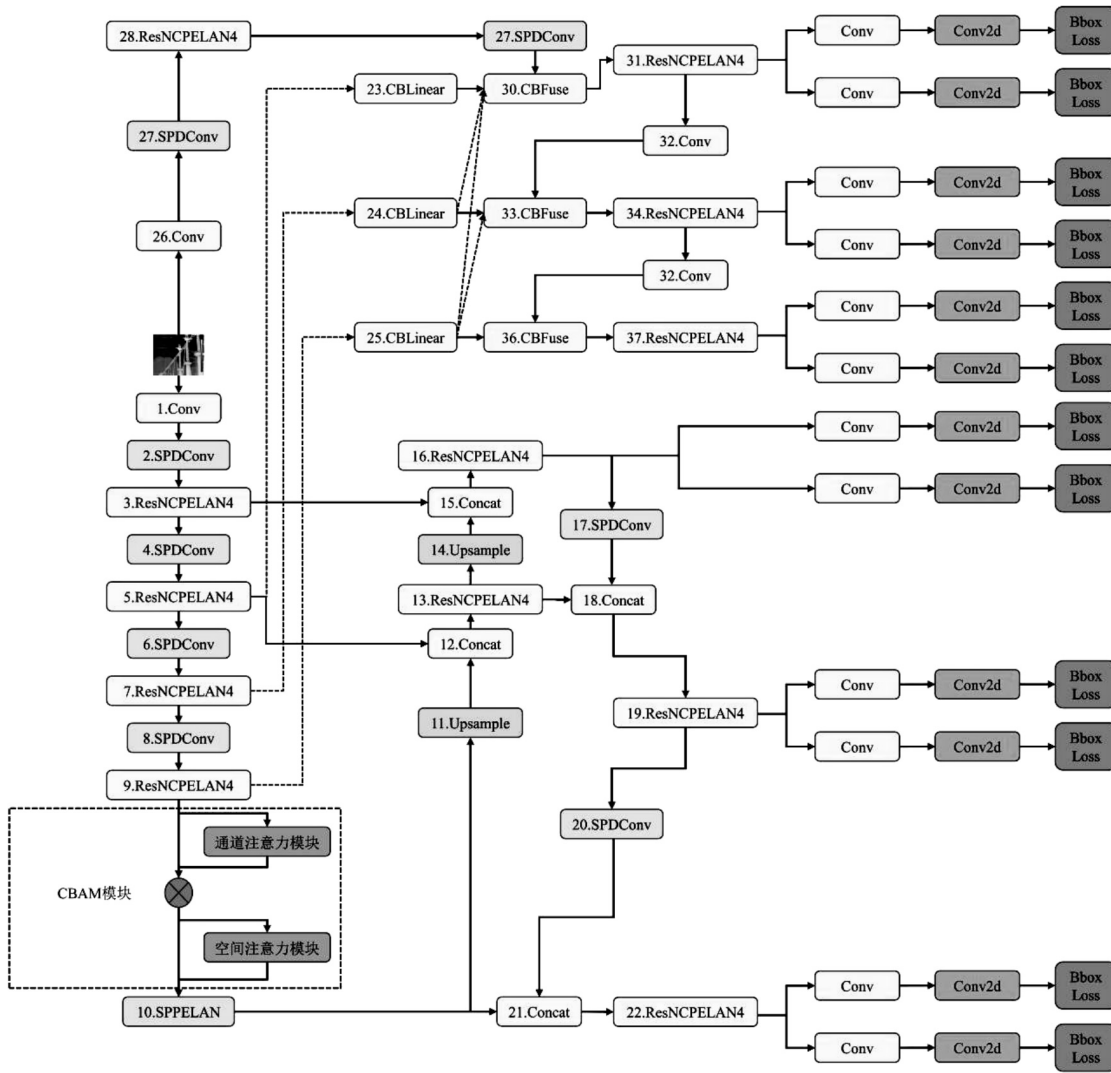 28.ResNCPELAN4
27.SPDConv
31.ResNCPELAN4
Conv
Conv2d
Bbox
Loss
23.CBLinear
30.CBFuse
Conv
Conv2d
Bbox
Loss
27.SPDConv
32.Conv
24.CBLinear
33.CBFuse
34.ResNCPELAN4
Conv
Conv2d
Bbox
Loss
26.Conv
Conv
Conv2d
Bbox
Loss
32.Conv
25.CBLinear
36.CBFuse
37.ResNCPELAN4
Conv
Conv2d
Bbox
Loss
Conv
Conv2d
Bbox
Loss
1.Conv
2.SPDConv
3.ResNCPELAN4
4.SPDConv
5.ResNCPELAN4
6.SPDConv
7.ResNCPELAN4
8.SPDConv
9.ResNCPELAN4
16.ResNCPELAN4
15.Concat
14.Upsample
13.ResNCPELAN4
12.Concat
11.Upsample
17.SPDConv
18.Concat
19.ResNCPELAN4
20.SPDConv
Conv
Conv2d
Bbox
Loss
Conv
Conv2d
Bbox
Loss
Conv
Conv2d
Bbox
Loss
Conv
Conv2d
Bbox
Loss
通道注意力模块
CBAM模块
空间注意力模块
10.SPPELAN
21.Concat
22.ResNCPELAN4
Conv
Conv2d
Bbox
Loss
Conv
Conv2d
Bbox
Loss